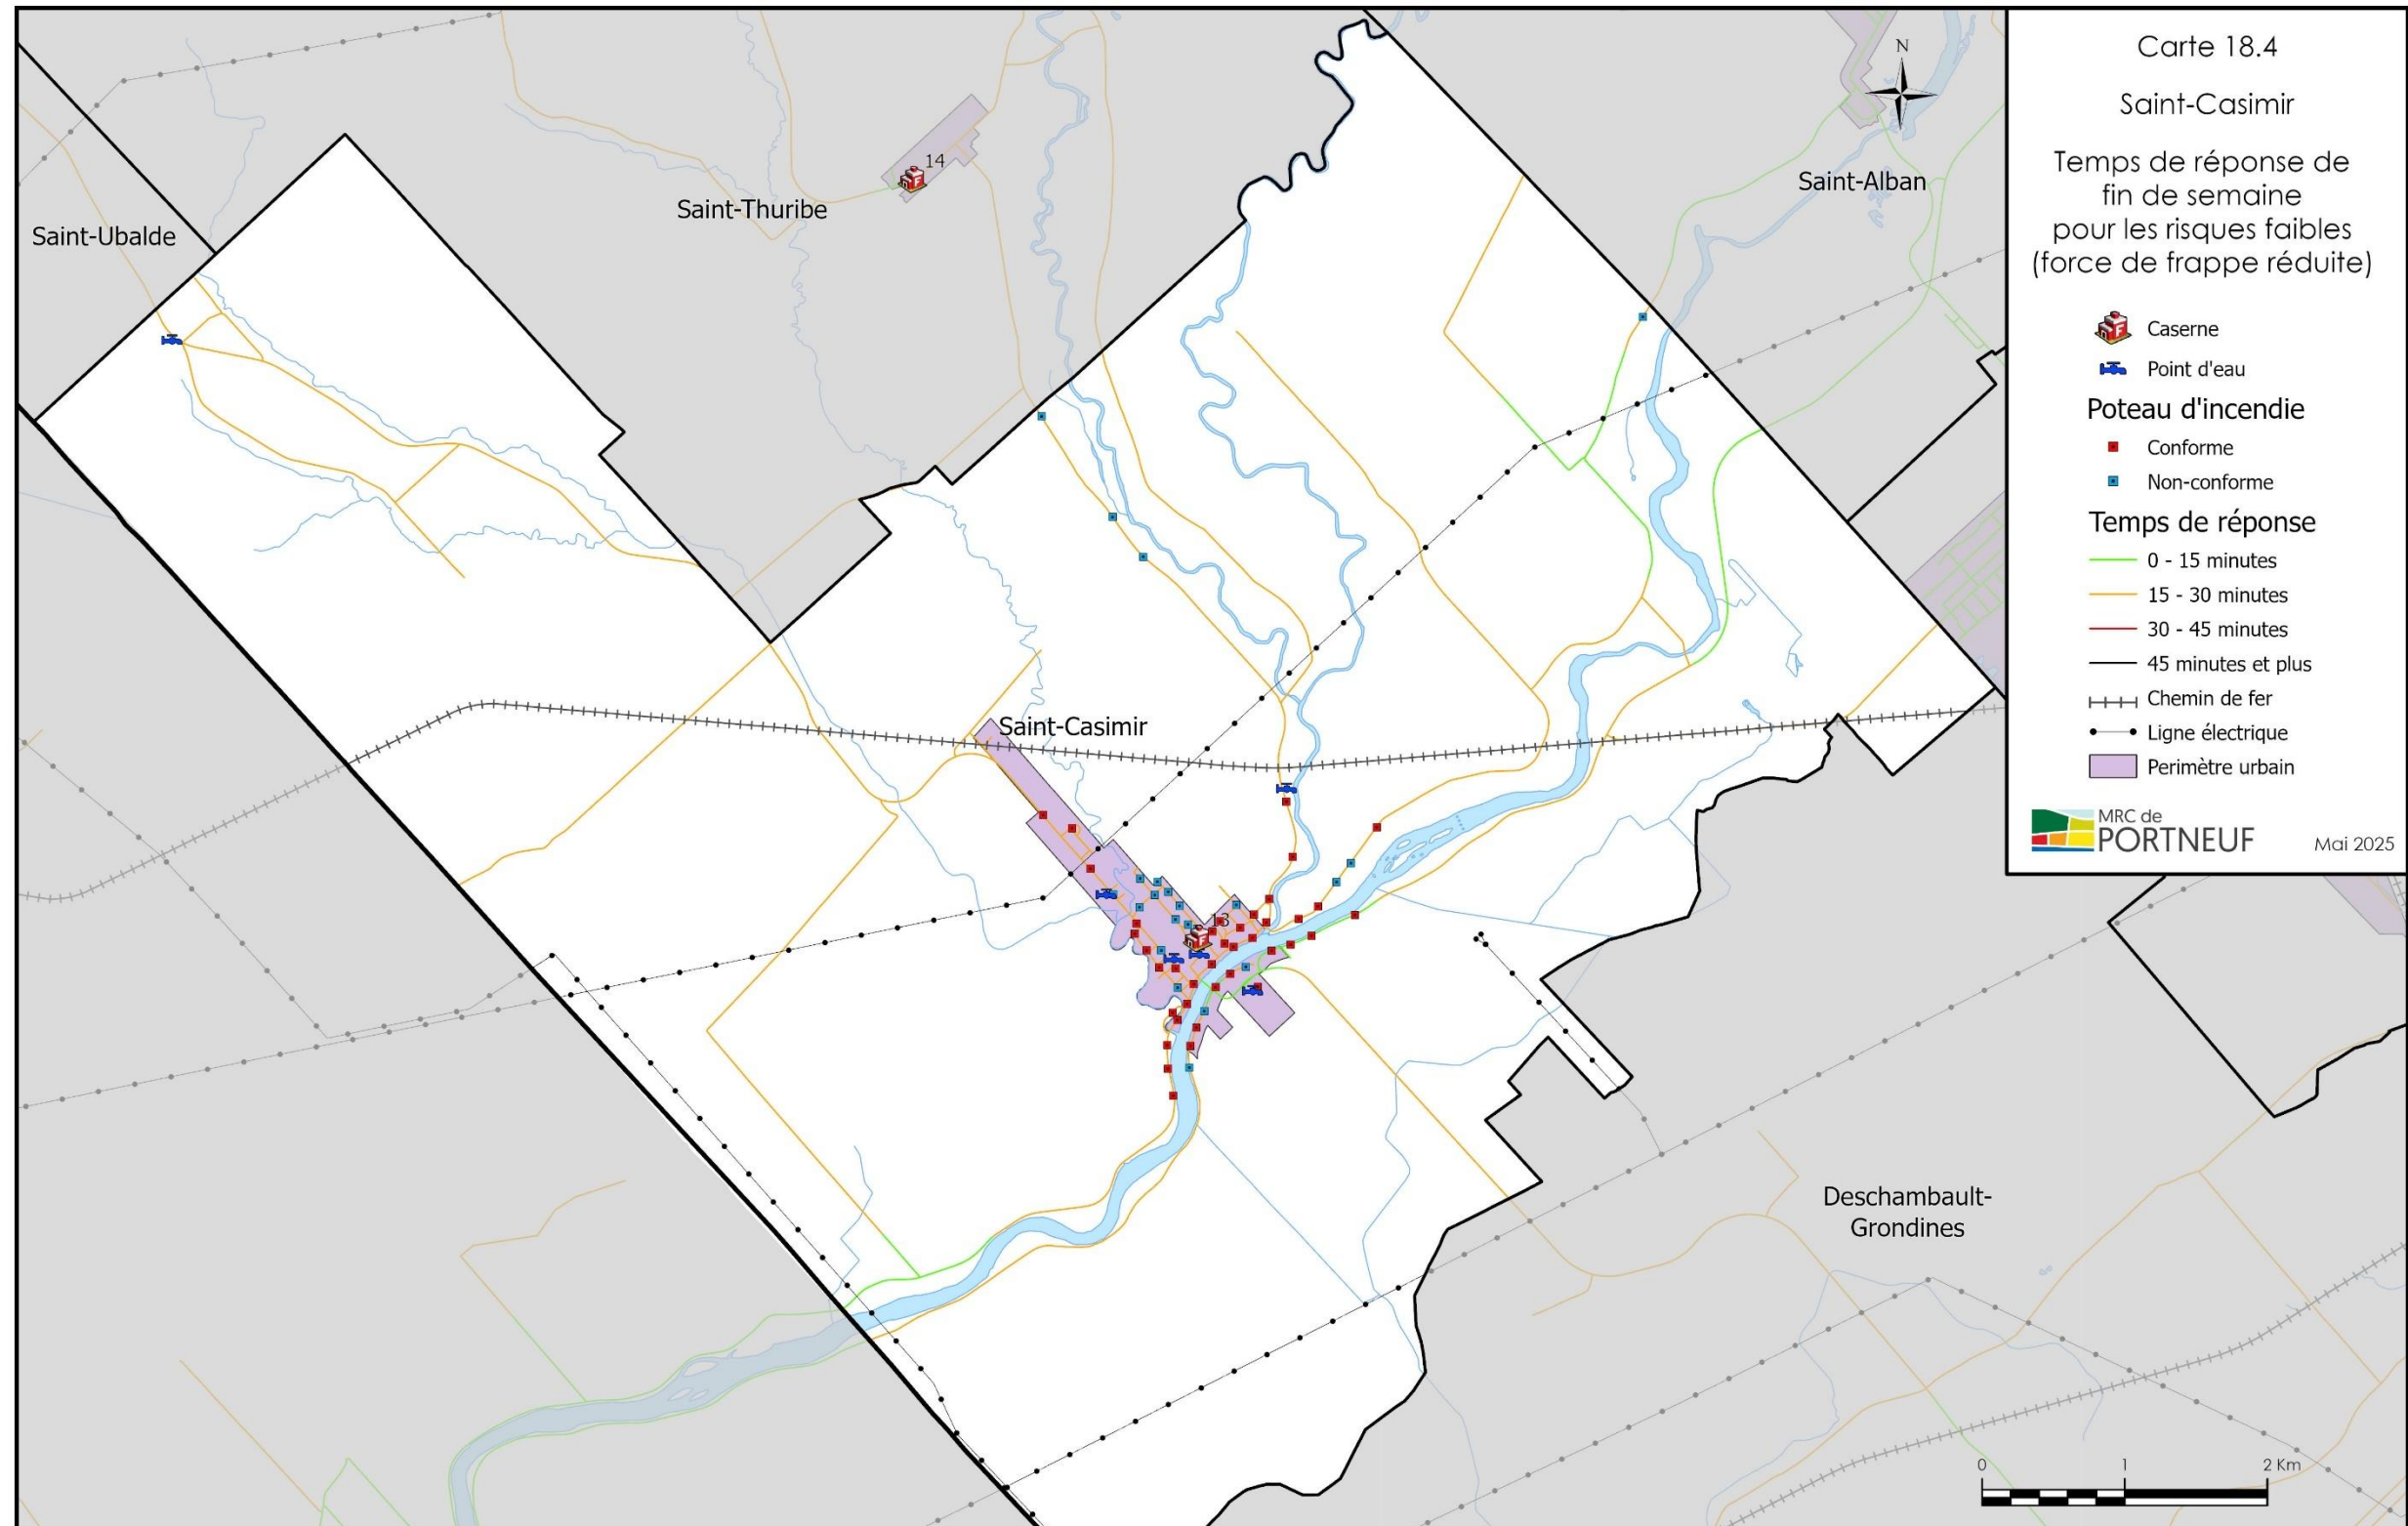 Carte 18.4
Saint-Casimir
Temps de réponse de
fin de semaine
pour les risques faibles
(force de frappe réduite)
Caserne
Point d'eau
Poteau d'incendie
Conforme
Non-conforme
Temps de réponse
0 - 15 minutes
15 - 30 minutes
30 - 45 minutes
45 minutes et plus
Chemin de fer
Ligne électrique
Perimètre urbain
MRC de
PORTNEUF
Mai 2025
N
14
Saint-Alban
Saint-Thuribe
Saint-Ubalde
Saint-Casimir
13
Deschambault-
Grondines
0 1 2 Km